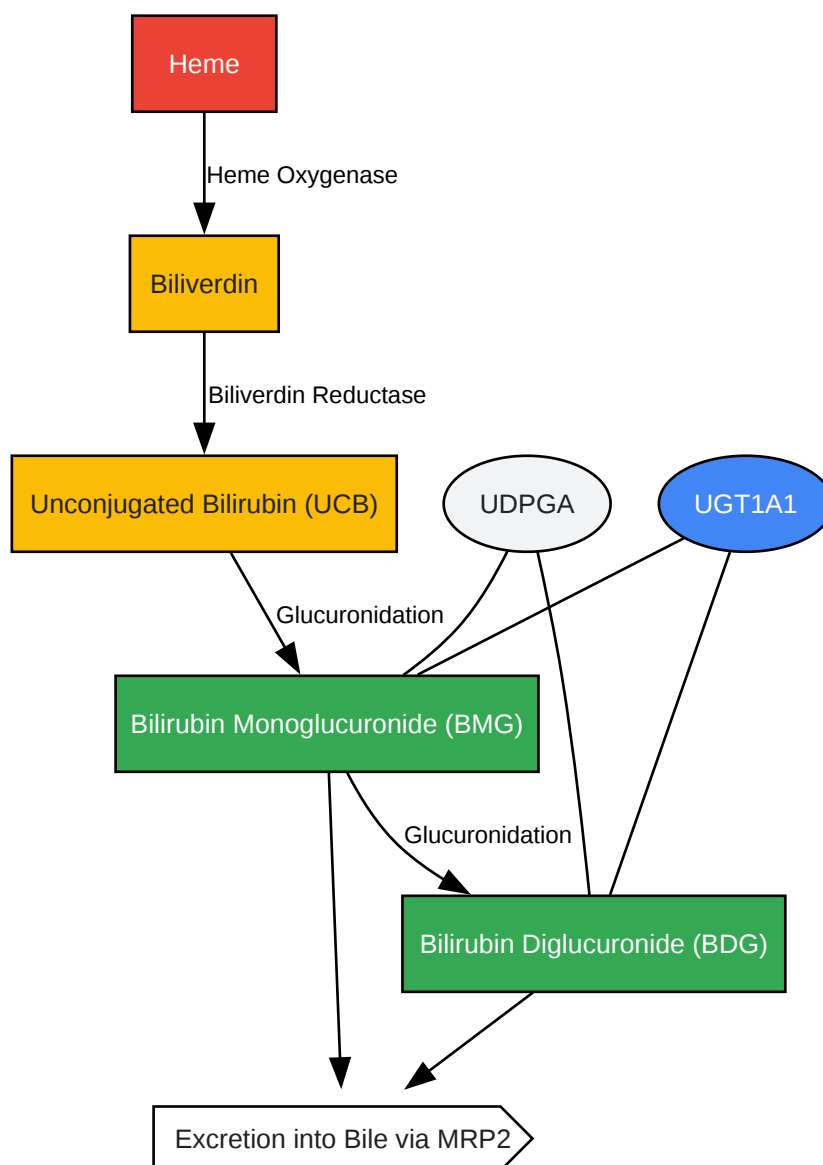 Heme
Heme Oxygenase
Biliverdin
Biliverdin Reductase
Unconjugated Bilirubin (UCB)
UDPGA
UGT1A1
Glucuronidation
Bilirubin Monoglucuronide (BMG)
Glucuronidation
Bilirubin Diglucuronide (BDG)
Excretion into Bile via MRP2